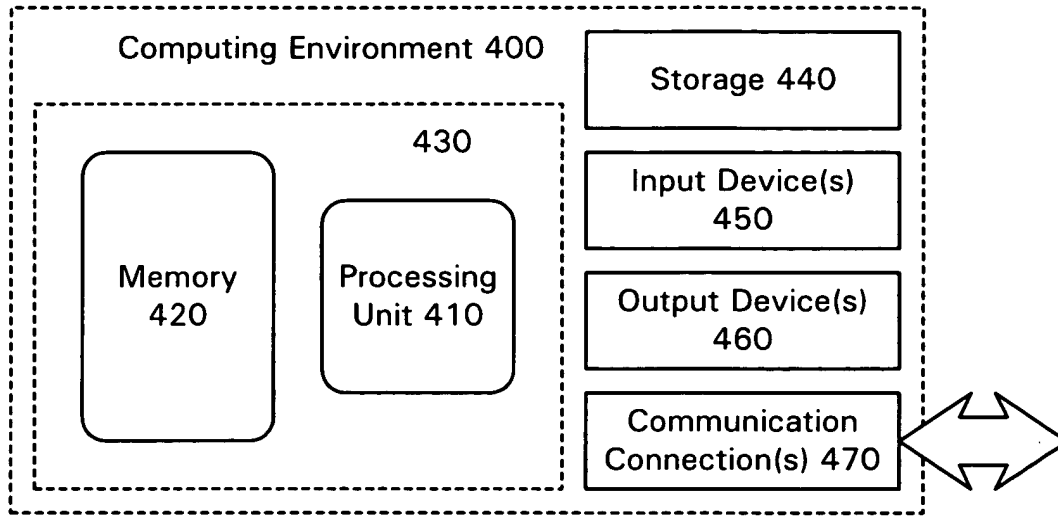 Computing Environment 400
430
Memory
420
Processing
Unit 410
Storage 440
Input Device(s)
450
Output Device(s)
460
Communication
Connection(s) 470